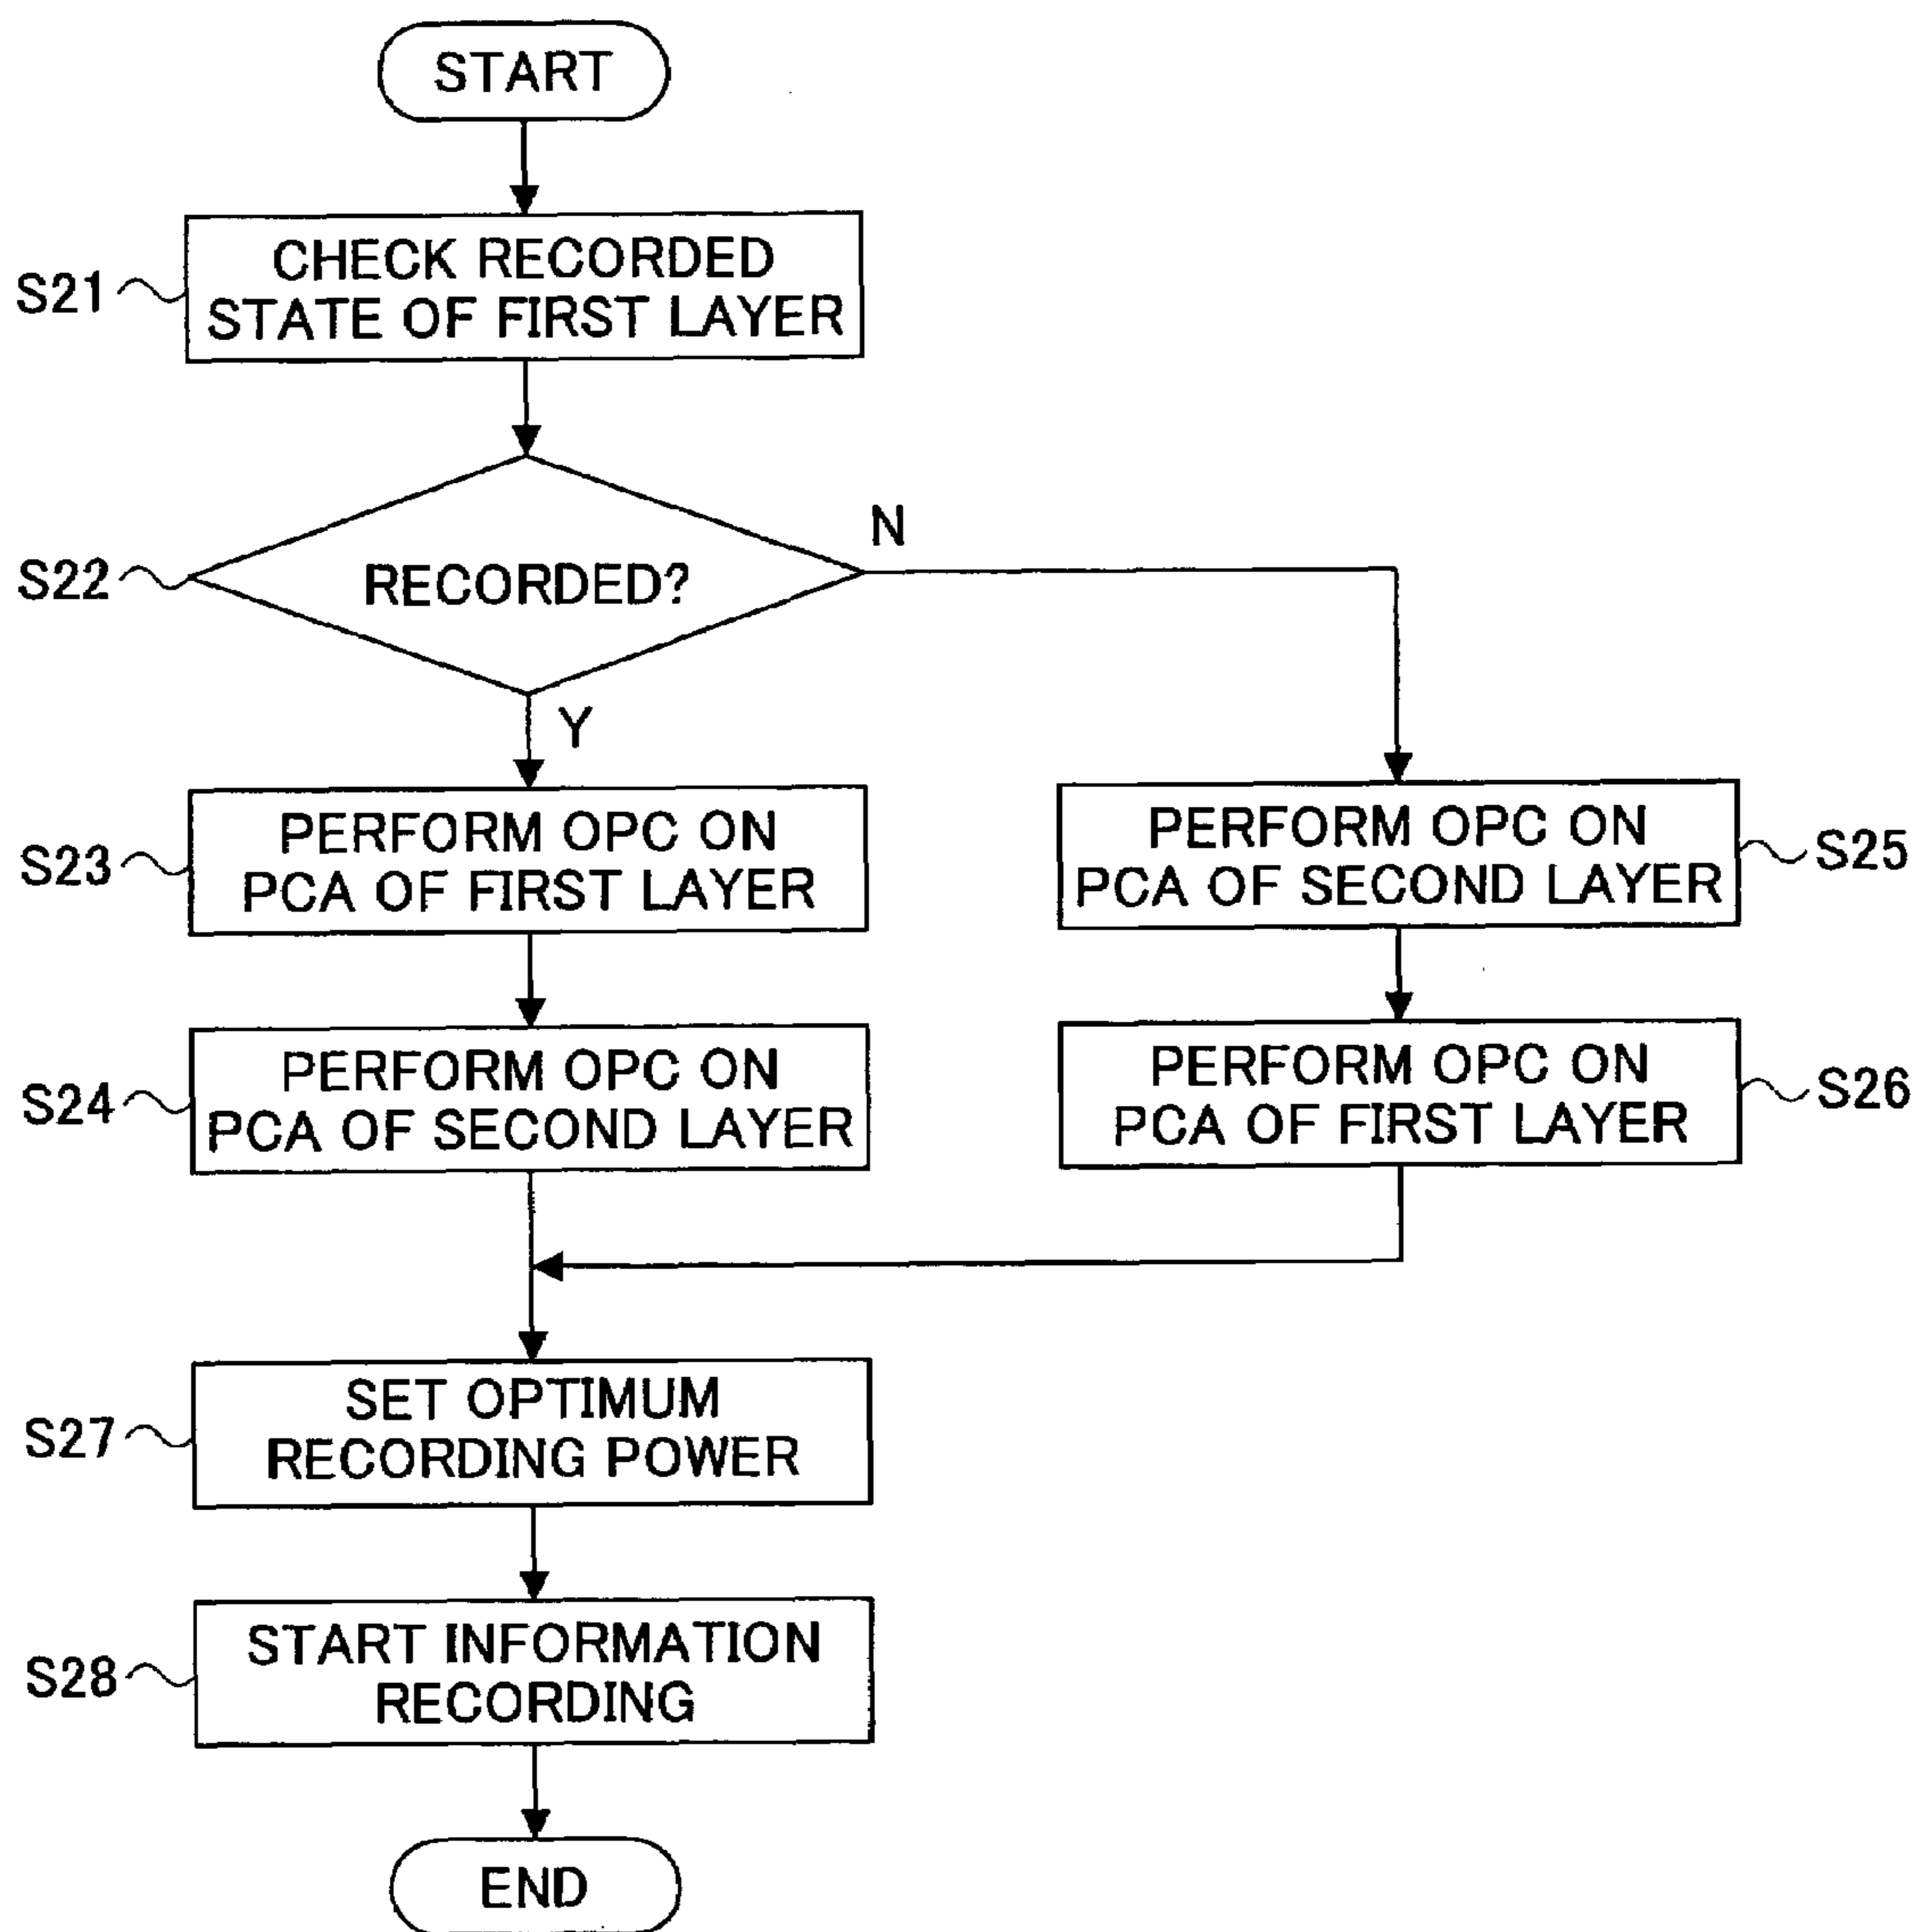 START
S21
CHECK RECORDED
STATE OF FIRST LAYER
S22
RECORDED?
N
Y
S23
PERFORM OPC ON
PCA OF FIRST LAYER
PERFORM OPC ON
PCA OF SECOND LAYER
S25
S24
PERFORM OPC ON
PCA OF SECOND LAYER
PERFORM OPC ON
PCA OF FIRST LAYER
S26
S27
SET OPTIMUM
RECORDING POWER
S28
START INFORMATION
RECORDING
END